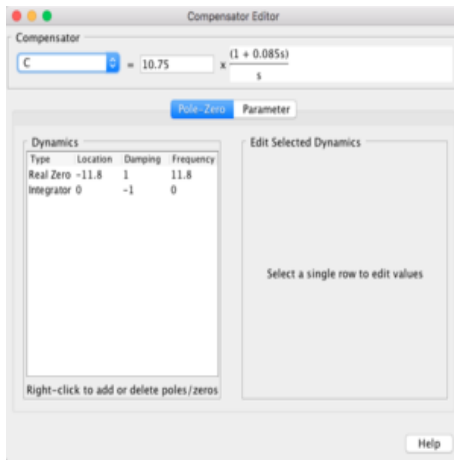 Compensator Editor
Compensator
C = 10.75 x (1 + 0.085s)
s
Pole-Zero Parameter
Dynamics
Type Location Damping Frequency
Real Zero -11.8 1 11.8
Integrator 0 -1 0
Right-click to add or delete poles/zeros
Edit Selected Dynamics
Select a single row to edit values
Help